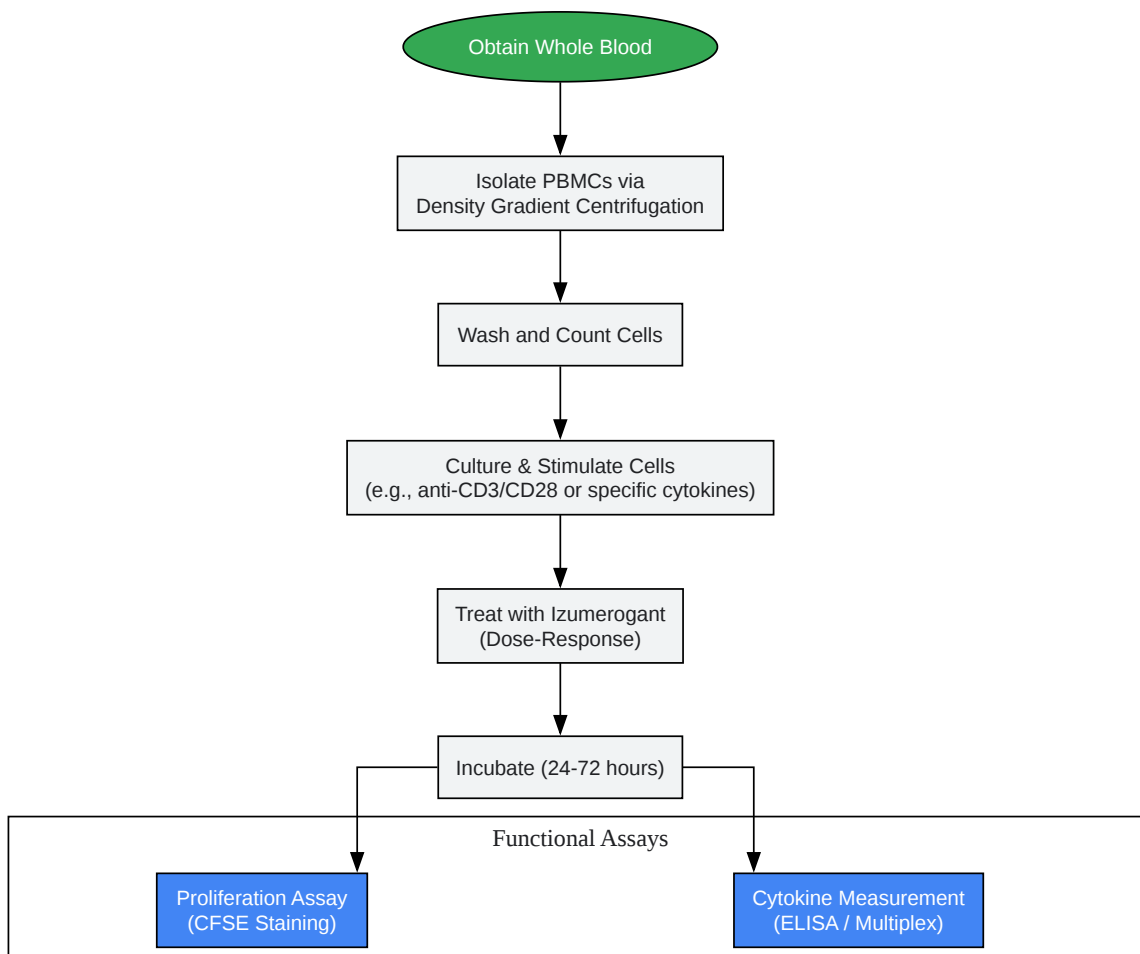 Obtain Whole Blood
Isolate PBMCs via
Density Gradient Centrifugation
Wash and Count Cells
Culture & Stimulate Cells
(e.g., anti-CD3/CD28 or specific cytokines)
Treat with Izumerogant
(Dose-Response)
Incubate (24-72 hours)
Functional Assays
Proliferation Assay
(CFSE Staining)
Cytokine Measurement
(ELISA / Multiplex)